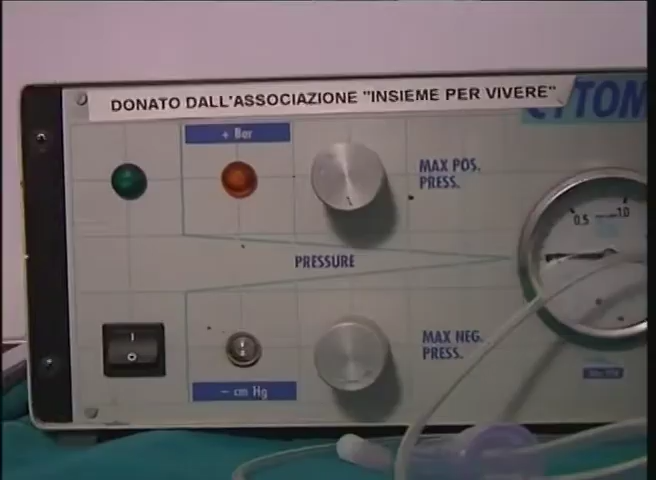 DONATO DALL'ASSOCIAZIONE "INSIEME PER VIVERE"
CYTOM
+ Bar
MAX POS.
PRESS.
0.5
1.0
PRESSURE
MAX NEG.
PRESS.
I
O
- cm Hg